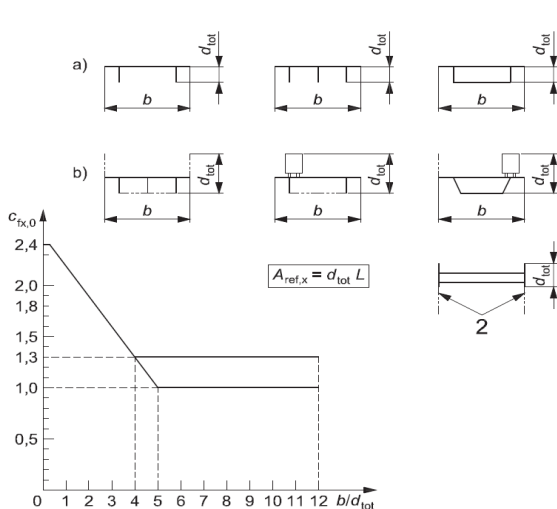 a)
d_tot
d_tot
d_tot
b
b
b
b)
d_tot
d_tot
d_tot
b
b
b
c_fx,0
A_ref,x = d_tot L
d_tot
2
2,4
2,0
1,8
1,5
1,3
1,0
0,5
0 1 2 3 4 5 6 7 8 9 10 11 12 b/d_tot